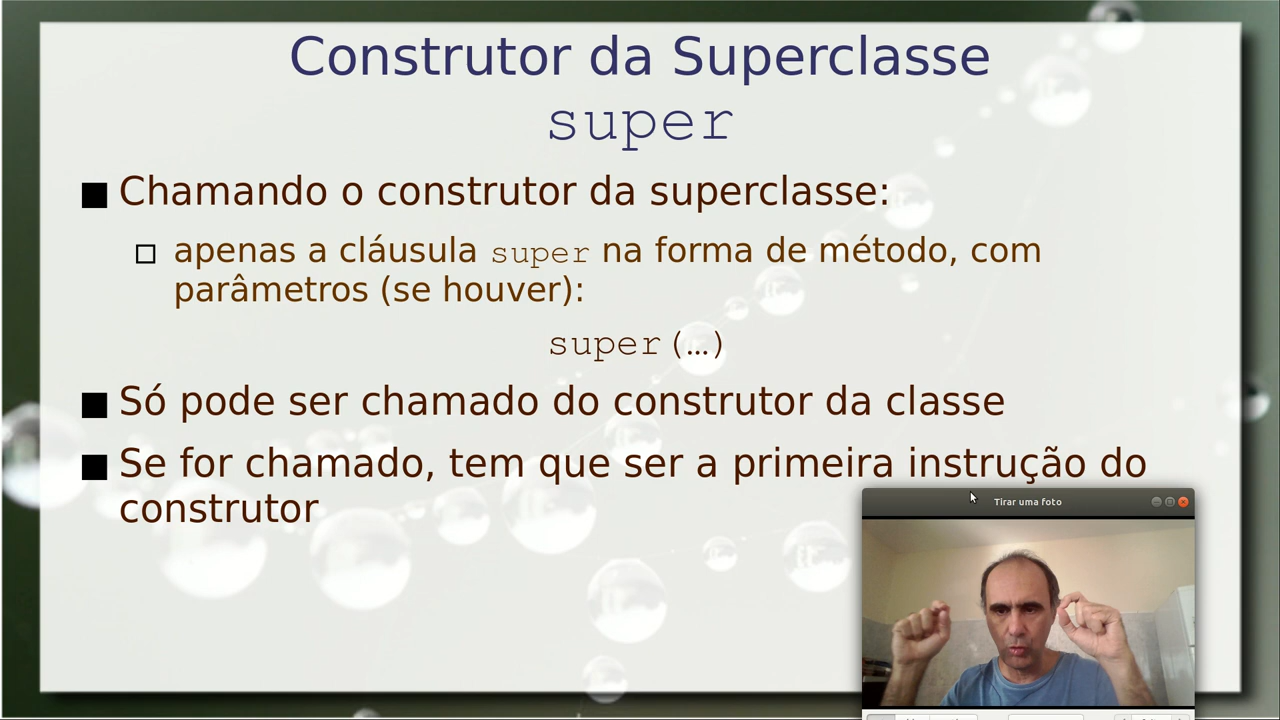 Construtor da Superclasse
super
Chamando o construtor da superclasse:
apenas a cláusula super na forma de método, com
parâmetros (se houver):
super(…)
Só pode ser chamado do construtor da classe
Se for chamado, tem que ser a primeira instrução do
construtor
Tirar uma foto